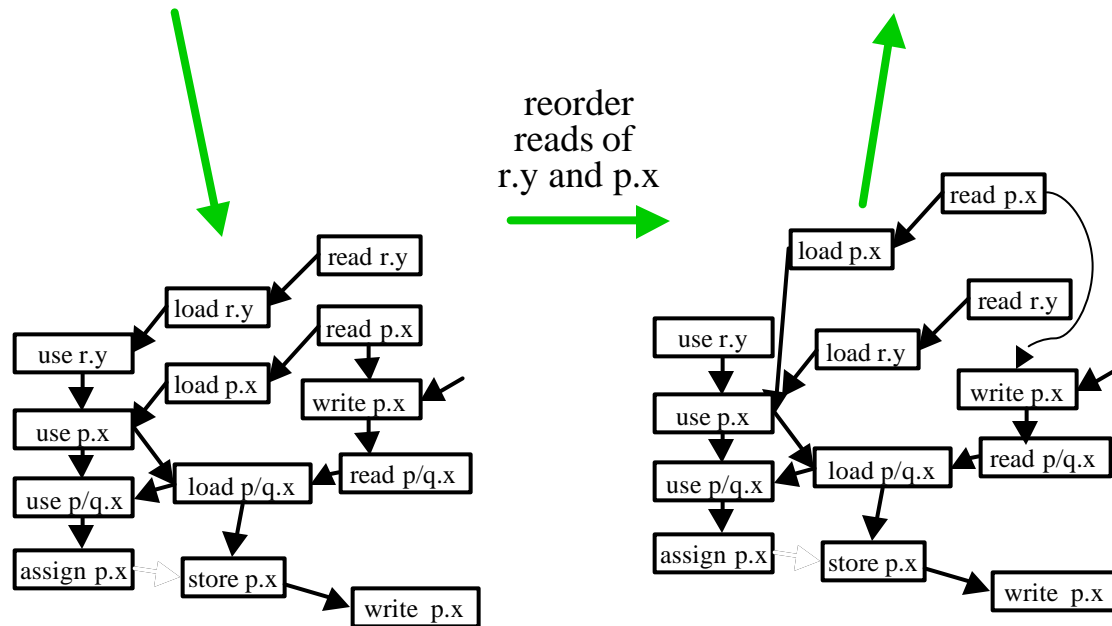 reorder
reads of
r.y and p.x
read r.y
load r.y
read p.x
use r.y
load p.x
write p.x
use p.x
read p/q.x
load p/q.x
use p/q.x
assign p.x
store p.x
write p.x
read p.x
load p.x
read r.y
use r.y
load r.y
write p.x
use p.x
read p/q.x
load p/q.x
use p/q.x
assign p.x
store p.x
write p.x